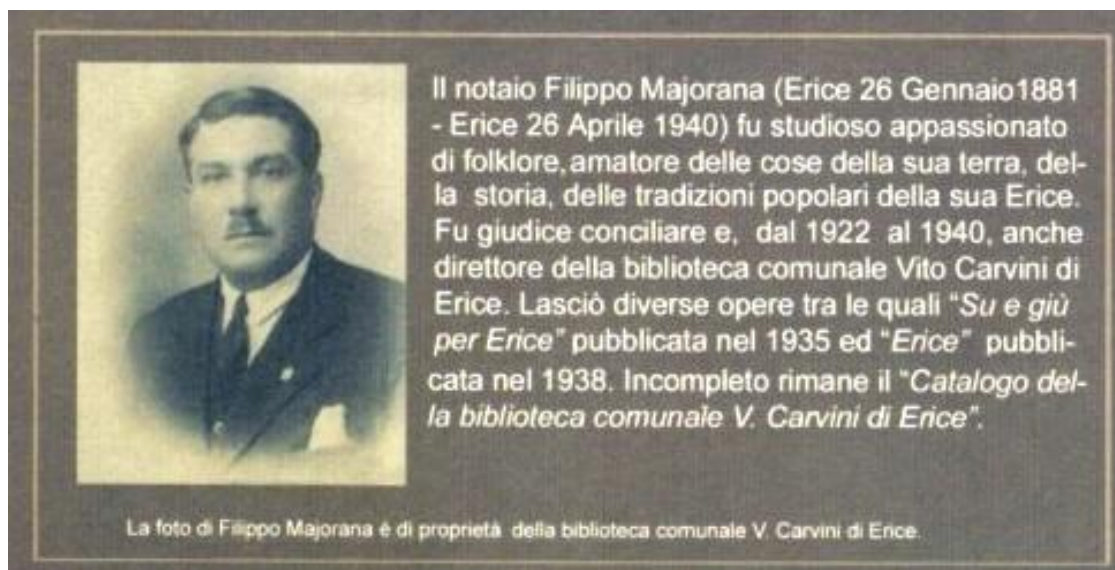 Il notaio Filippo Majorana (Erice 26 Gennaio1881
- Erice 26 Aprile 1940) fu studioso appassionato
di folklore, amatore delle cose della sua terra, del-
la storia, delle tradizioni popolari della sua Erice.
Fu giudice conciliare e, dal 1922 al 1940, anche
direttore della biblioteca comunale Vito Carvini di
Erice. Lasciò diverse opere tra le quali “Su e giù
per Erice” pubblicata nel 1935 ed “Erice” pubbli-
cata nel 1938. Incompleto rimane il “Catalogo del-
la biblioteca comunale V. Carvini di Erice”.
La foto di Filippo Majorana è di proprietà della biblioteca comunale V. Carvini di Erice.